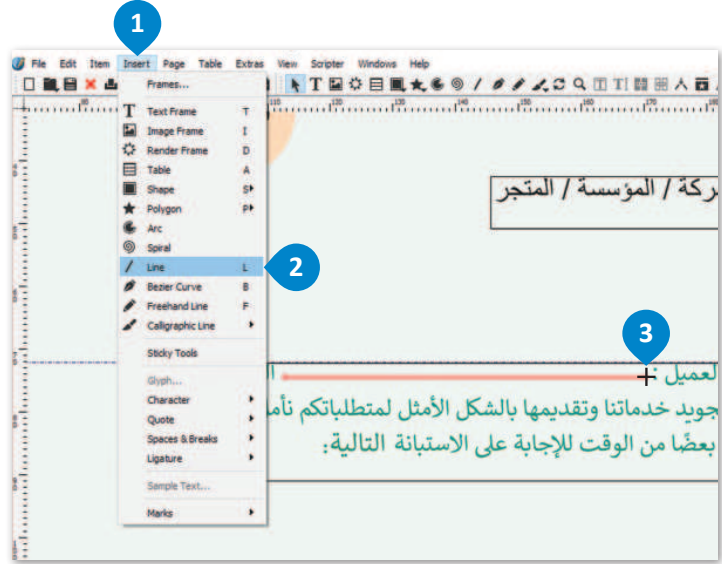 1
File Edit Item Insert Page Table Extras View Scripter Windows Help
Frames...
Text Frame T
Image Frame I
Render Frame D
Table A
Shape S
Polygon P
Arc
Spiral
Line L
2
Bezier Curve B
Freehand Line F
Calligraphic Line
Sticky Tools
Glyph...
Character
Quote
Spaces & Breaks
Ligature
Sample Text...
Marks
ركة / المؤسسة / المتجر
3
لعميل :
جويد خدماتنا وتقديمها بالشكل الأمثل لمتطلباتكم نأم
بعضًا من الوقت للإجابة على الاستبانة التالية: